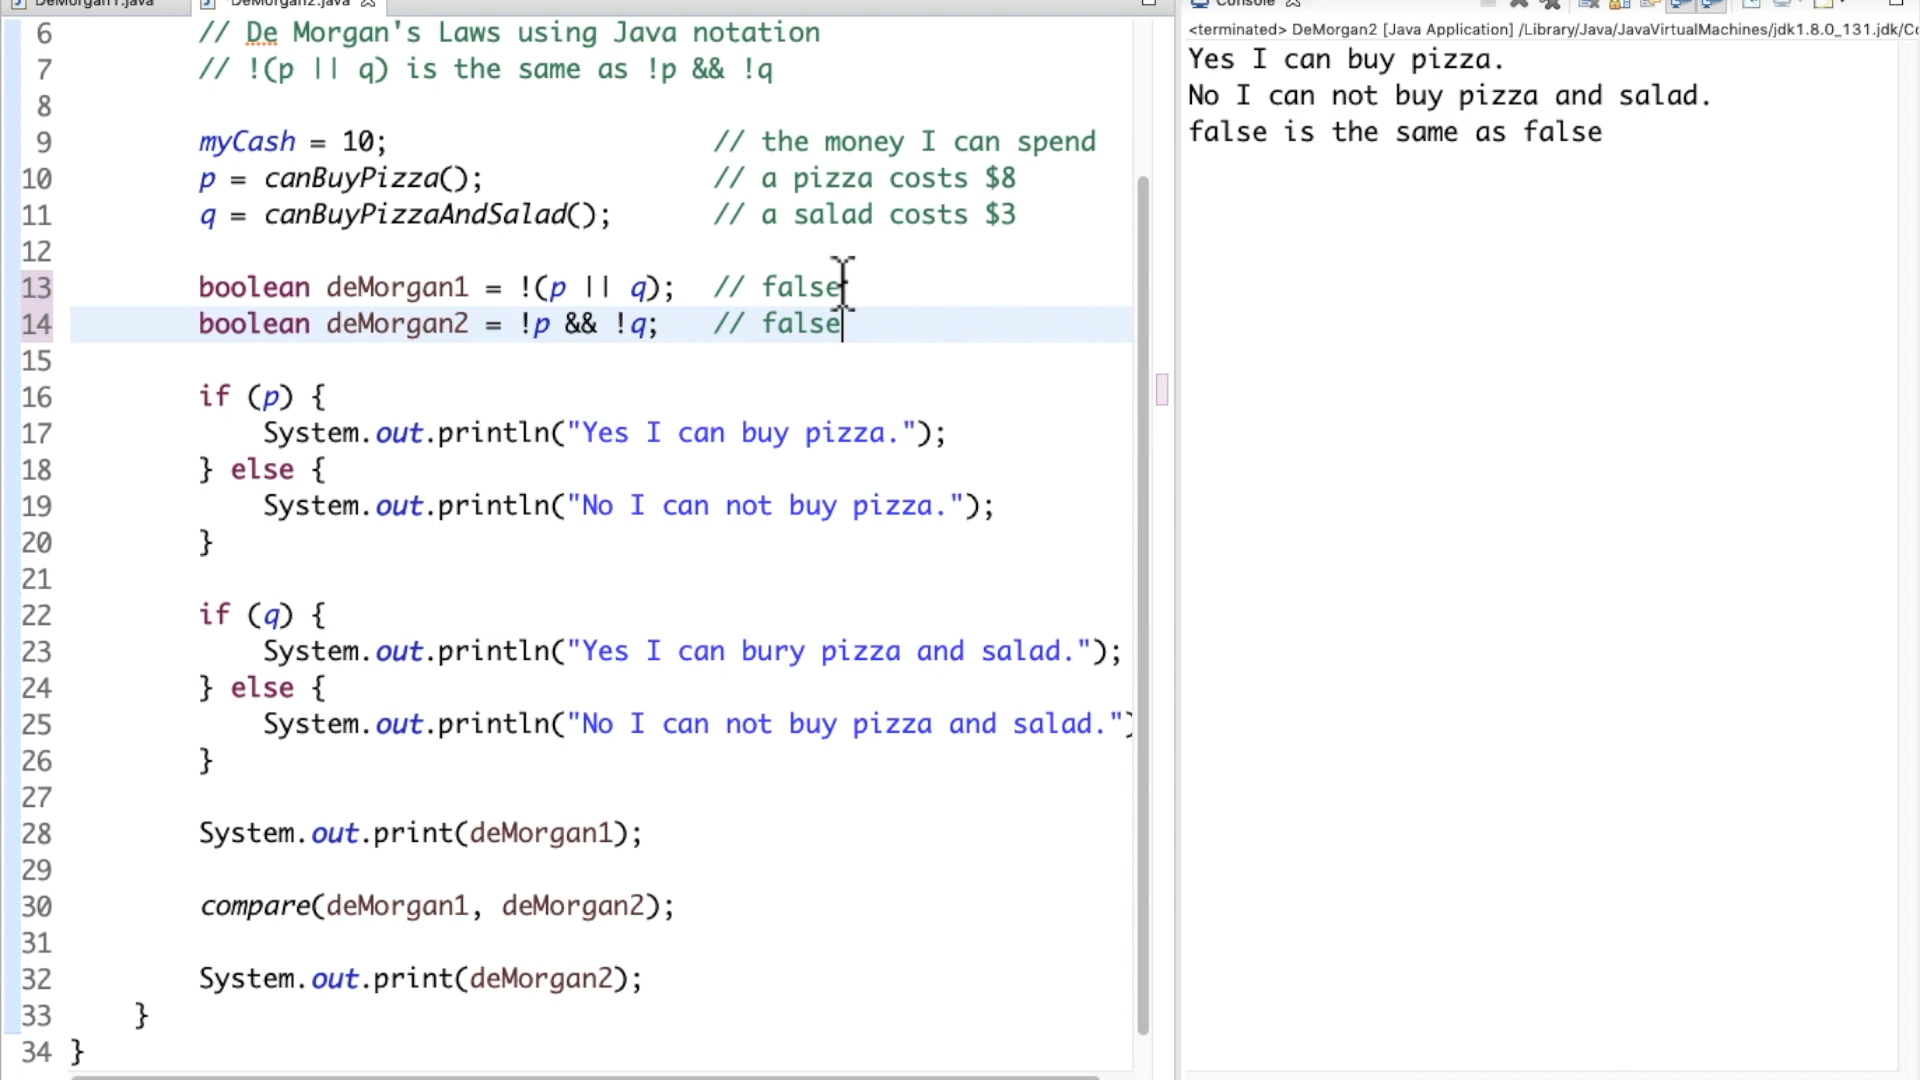 DeMorgan1.java
*DeMorgan2.java
6 // De Morgan's Laws using Java notation
7 // !(p || q) is the same as !p && !q
8
9 myCash = 10; // the money I can spend
10 p = canBuyPizza(); // a pizza costs $8
11 q = canBuyPizzaAndSalad(); // a salad costs $3
12
13 boolean deMorgan1 = !(p || q); // false
14 boolean deMorgan2 = !p && !q; // false
15
16 if (p) {
17 System.out.println("Yes I can buy pizza.");
18 } else {
19 System.out.println("No I can not buy pizza.");
20 }
21
22 if (q) {
23 System.out.println("Yes I can bury pizza and salad.");
24 } else {
25 System.out.println("No I can not buy pizza and salad.")
26 }
27
28 System.out.print(deMorgan1);
29
30 compare(deMorgan1, deMorgan2);
31
32 System.out.print(deMorgan2);
33 }
34 }
Console
<terminated> DeMorgan2 [Java Application] /Library/Java/JavaVirtualMachines/jdk1.8.0_131.jdk/Co
Yes I can buy pizza.
No I can not buy pizza and salad.
false is the same as false